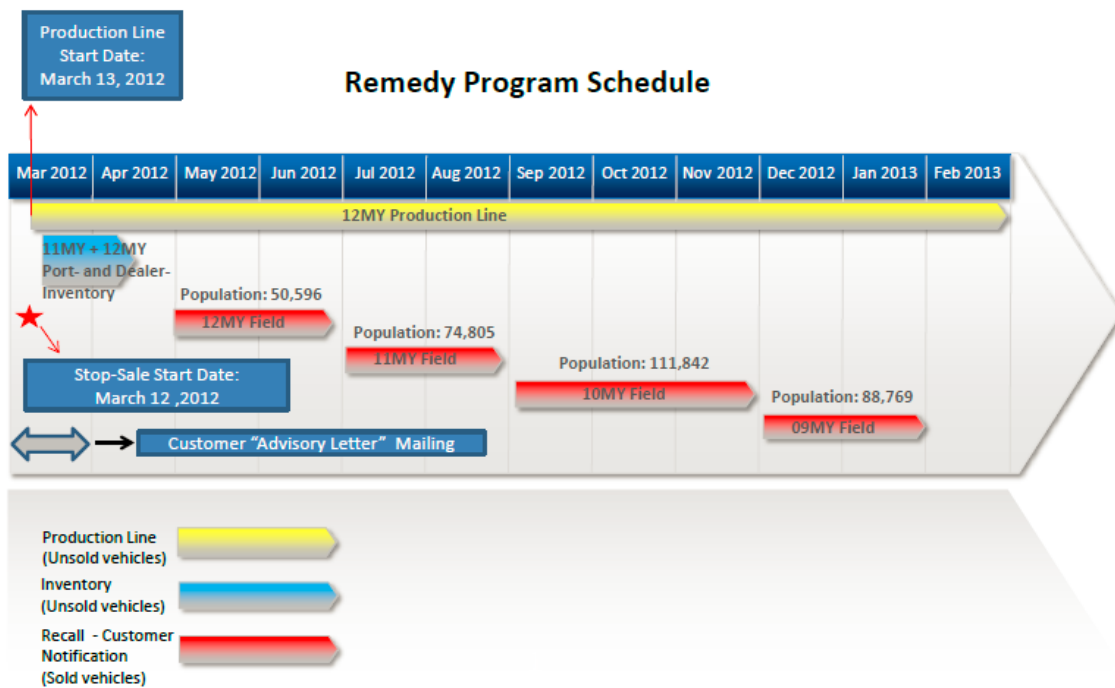 Production Line
Start Date:
March 13, 2012
Remedy Program Schedule
Mar 2012 Apr 2012 May 2012 Jun 2012 Jul 2012 Aug 2012 Sep 2012 Oct 2012 Nov 2012 Dec 2012 Jan 2013 Feb 2013
12MY Production Line
11MY + 12MY
Port- and Dealer-
Inventory
Population: 50,596
12MY Field
Population: 74,805
11MY Field
Population: 111,842
10MY Field
Population: 88,769
09MY Field
Stop-Sale Start Date:
March 12 ,2012
Customer “Advisory Letter” Mailing
Production Line
(Unsold vehicles)
Inventory
(Unsold vehicles)
Recall - Customer
Notification
(Sold vehicles)